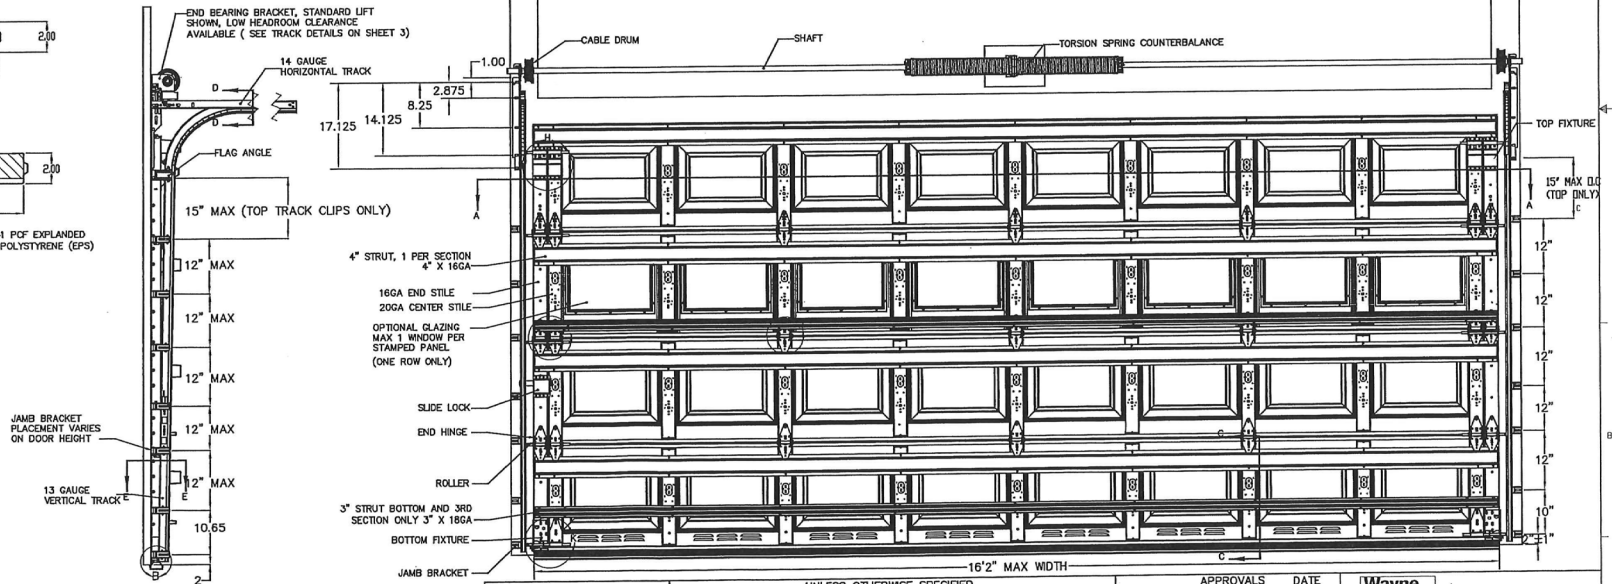 2.00
2.00
1 PCF EXPLANDED
POLYSTYRENE (EPS)
END BEARING BRACKET, STANDARD LIFT
SHOWN, LOW HEADROOM CLEARANCE
AVAILABLE ( SEE TRACK DETAILS ON SHEET 3)
14 GAUGE
HORIZONTAL TRACK
D
D
FLAG ANGLE
15" MAX (TOP TRACK CLIPS ONLY)
12" MAX
12" MAX
12" MAX
12" MAX
12" MAX
10.65
2
JAMB BRACKET
PLACEMENT VARIES
ON DOOR HEIGHT
13 GAUGE
VERTICAL TRACK
E
E
B
1.00
2.875
8.25
14.125
17.125
CABLE DRUM
SHAFT
TORSION SPRING COUNTERBALANCE
TOP FIXTURE
H
A
A
15" MAX O.C
(TOP ONLY)
C
4" STRUT, 1 PER SECTION
4" X 16GA
16GA END STILE
20GA CENTER STILE
OPTIONAL GLAZING
MAX 1 WINDOW PER
STAMPED PANEL
(ONE ROW ONLY)
SLIDE LOCK
END HINGE
ROLLER
3" STRUT BOTTOM AND 3RD
SECTION ONLY 3" X 18GA
BOTTOM FIXTURE
JAMB BRACKET
K
C
C
12"
12"
12"
12"
12"
10"
2
1"
B
16'2" MAX WIDTH
UNLESS OTHERWISE SPECIFIED
APPROVALS
DATE
Wayne